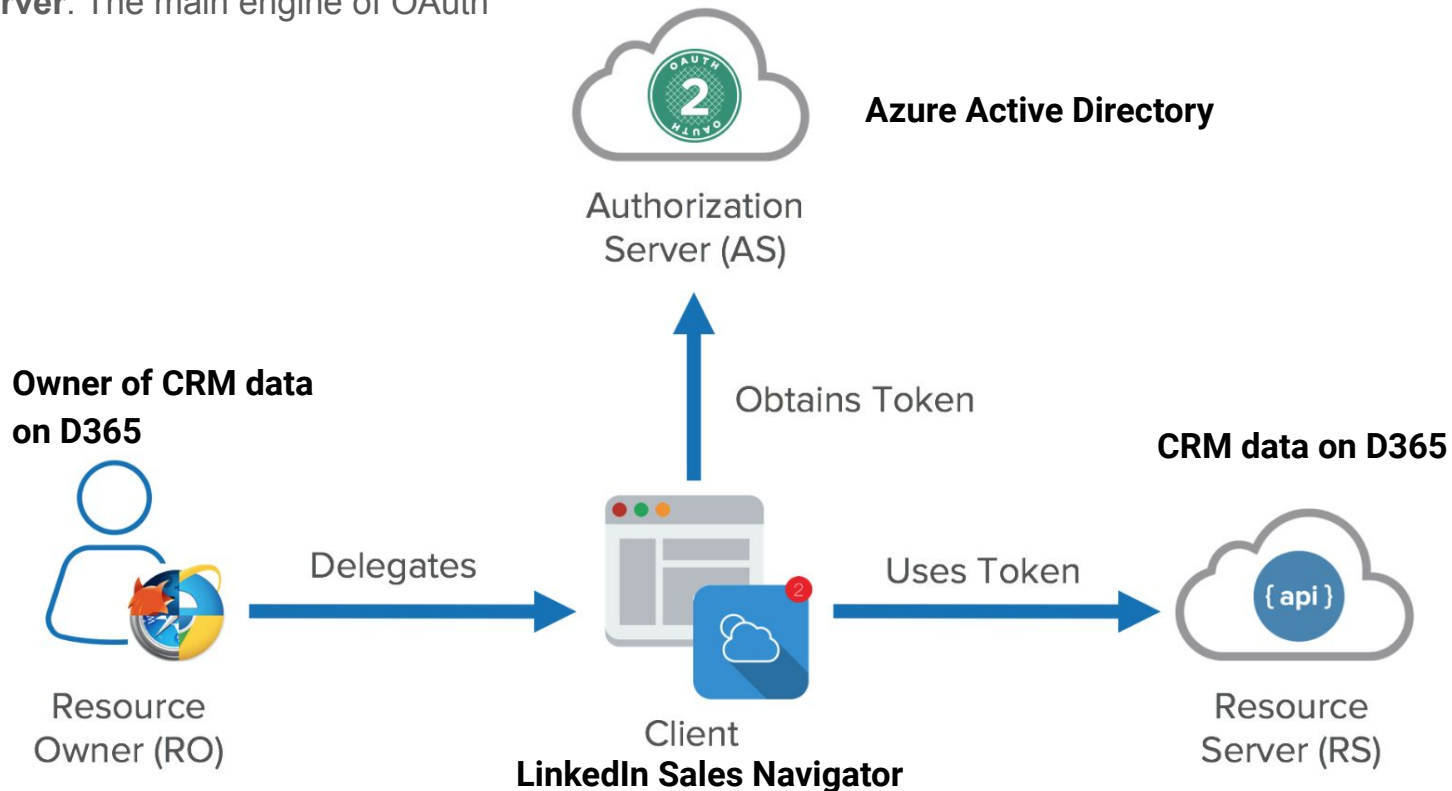 rver: The main engine of OAuth
OAUTH
2
OAUTH
Azure Active Directory
Authorization
Server (AS)
Owner of CRM data
on D365
Obtains Token
CRM data on D365
Delegates
2
Uses Token
{ api }
Resource
Owner (RO)
Client
LinkedIn Sales Navigator
Resource
Server (RS)